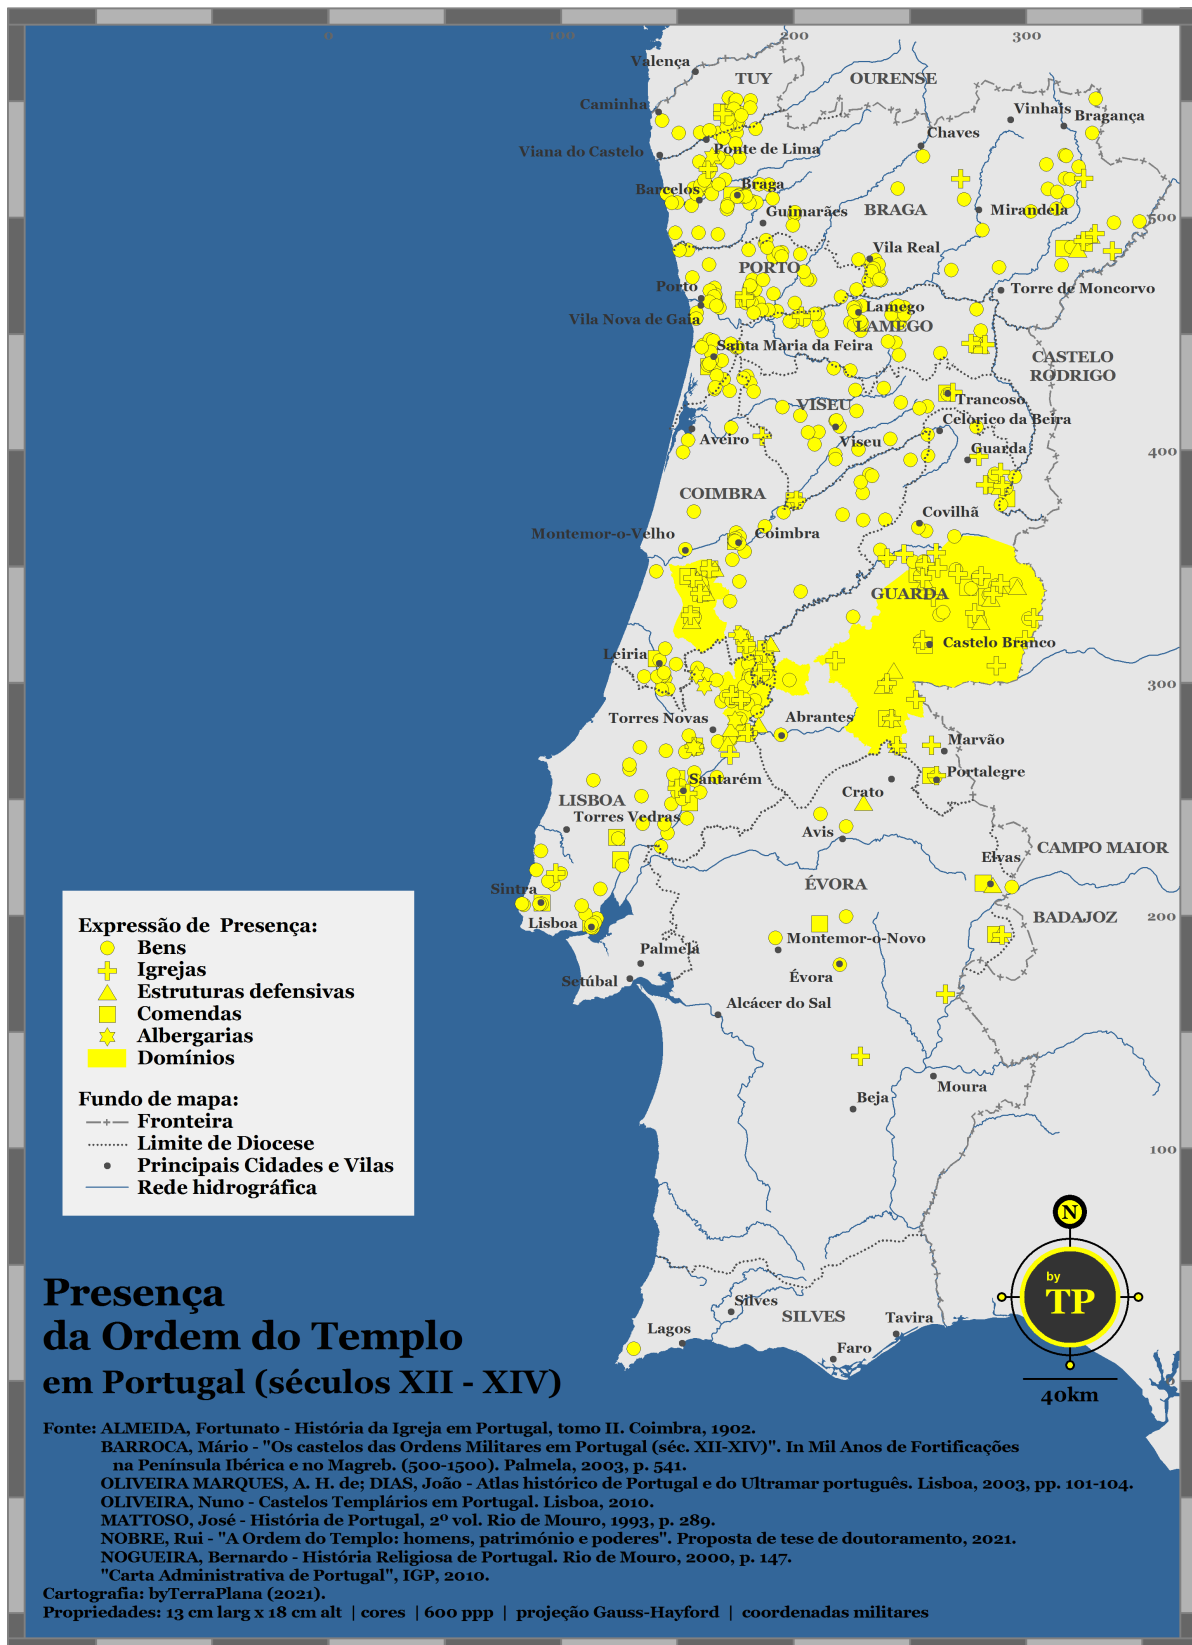 0
100
200
300
Valença
TUY
OURENSE
Caminha
Vinhais
Bragança
Chaves
Viana do Castelo
Ponte de Lima
Barcelos
Braga
Guimarães
BRAGA
Mirandela
500
Vila Real
PORTO
Porto
Torre de Moncorvo
Lamego
Vila Nova de Gaia
LAMEGO
Santa Maria da Feira
CASTELO
RODRIGO
Trancoso
VISEU
Celorico da Beira
Aveiro
Viseu
Guarda
400
COIMBRA
Covilhã
Montemor-o-Velho
Coimbra
GUARDA
Castelo Branco
Leiria
300
Torres Novas
Abrantes
Marvão
Portalegre
Santarém
Crato
LISBOA
Torres Vedras
Avis
CAMPO MAIOR
Elvas
ÉVORA
Sintra
200
BADAJOZ
Lisboa
Montemor-o-Novo
Palmela
Évora
Setúbal
Alcácer do Sal
Moura
Beja
100
Silves
SILVES
Tavira
Lagos
Faro
0
Expressão de Presença:
Bens
Igrejas
Estruturas defensivas
Comendas
Albergarias
Domínios
Fundo de mapa:
Fronteira
Limite de Diocese
Principais Cidades e Vilas
Rede hidrográfica
N
by
TP
40km
Presença
da Ordem do Templo
em Portugal (séculos XII - XIV)
Fonte: ALMEIDA, Fortunato - História da Igreja em Portugal, tomo II. Coimbra, 1902.
BARROCA, Mário - "Os castelos das Ordens Militares em Portugal (séc. XII-XIV)". In Mil Anos de Fortificações
na Península Ibérica e no Magreb. (500-1500). Palmela, 2003, p. 541.
OLIVEIRA MARQUES, A. H. de; DIAS, João - Atlas histórico de Portugal e do Ultramar português. Lisboa, 2003, pp. 101-104.
OLIVEIRA, Nuno - Castelos Templários em Portugal. Lisboa, 2010.
MATTOSO, José - História de Portugal, 2º vol. Rio de Mouro, 1993, p. 289.
NOBRE, Rui - "A Ordem do Templo: homens, património e poderes". Proposta de tese de doutoramento, 2021.
NOGUEIRA, Bernardo - História Religiosa de Portugal. Rio de Mouro, 2000, p. 147.
"Carta Administrativa de Portugal", IGP, 2010.
Cartografia: byTerraPlana (2021).
Propriedades: 13 cm larg x 18 cm alt | cores | 600 ppp | projeção Gauss-Hayford | coordenadas militares